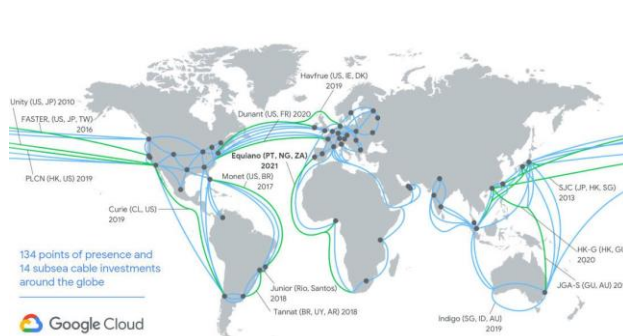 Havfrue (US, IE, DK)
2019
Unity (US, JP) 2010
FASTER, (US, JP, TW)
2016
Dunant (US, FR) 2020
Equiano (PT, NG, ZA)
2021
Monet (US, BR)
2017
PLCN (HK, US) 2019
Curie (CL, US)
2019
SJC (JP, HK, SG)
2013
HK-G (HK, G
2020
JGA-S (GU, AU) 20
Junior (Rio, Santos)
2018
Tannat (BR, UY, AR) 2018
Indigo (SG, ID, AU)
2019
134 points of presence and
14 subsea cable investments
around the globe
Google Cloud